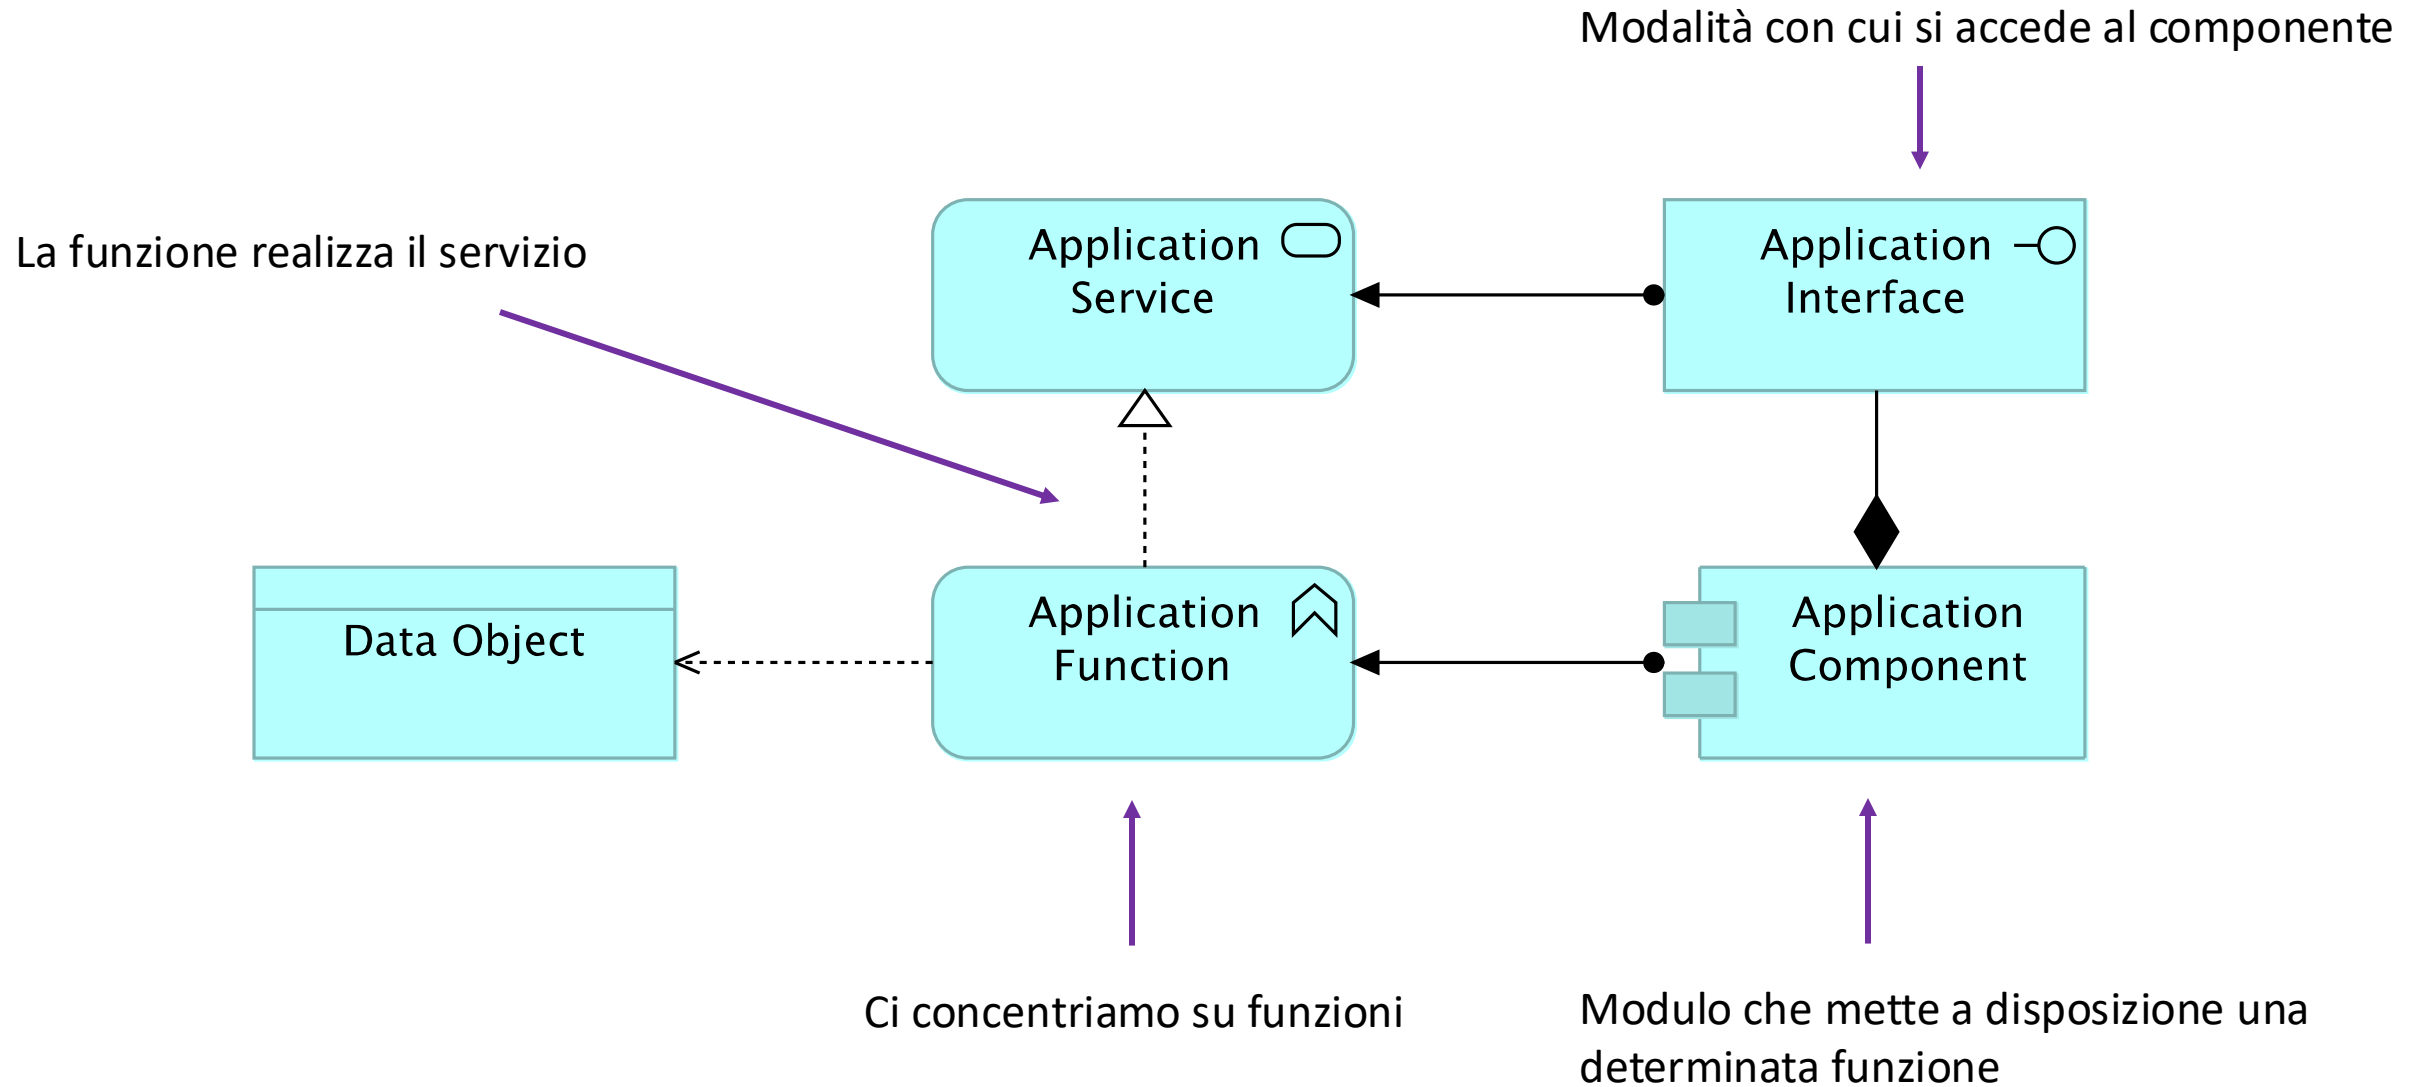 Modalità con cui si accede al componente
La funzione realizza il servizio
Application
Service
Application
Interface
Data Object
Application
Function
Application
Component
Ci concentriamo su funzioni
Modulo che mette a disposizione una
determinata funzione